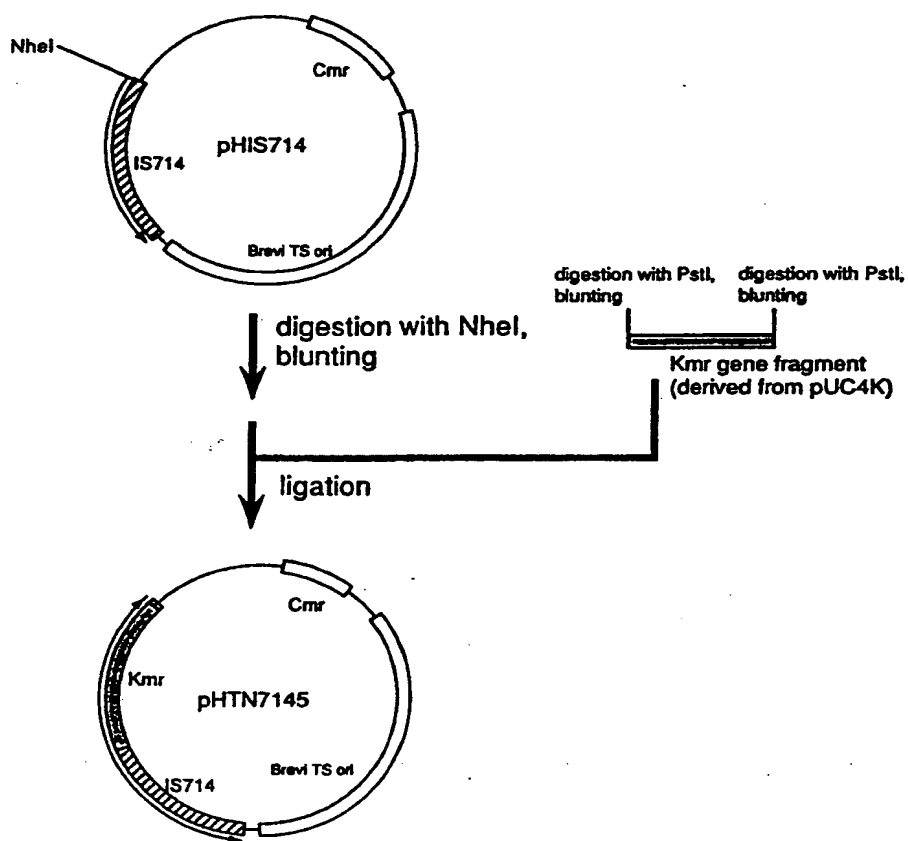 NheI
Cmr
pHIS714
IS714
Brevi TS ori
digestion with PstI,
blunting
digestion with PstI,
blunting
digestion with NheI,
blunting
Kmr gene fragment
(derived from pUC4K)
ligation
Cmr
Kmr
pHTN7145
Brevi TS ori
IS714